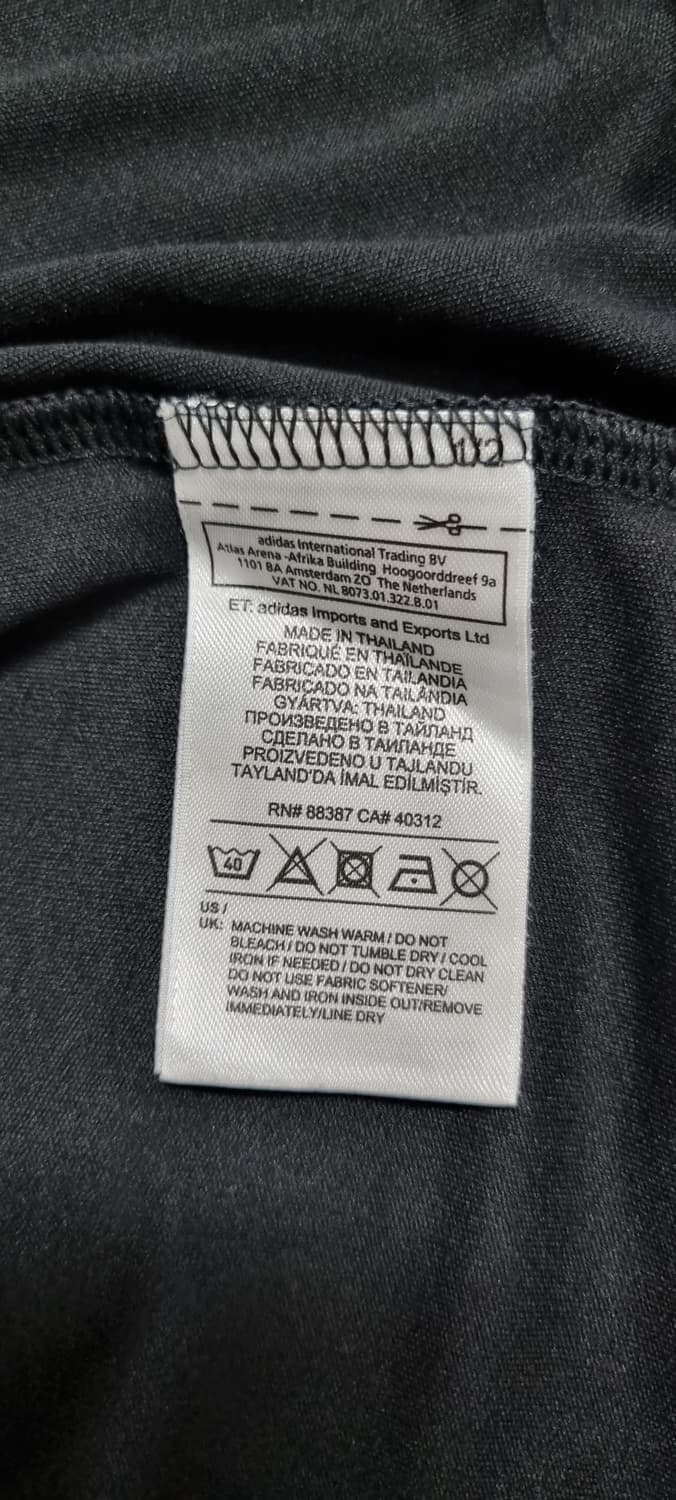 1/2
adidas International Trading BV
Atlas Arena -Afrika Building Hoogoorddreef 9a
1101 BA Amsterdam ZO The Netherlands
VAT NO. NL 8073.01.322.B.01
ET: adidas Imports and Exports Ltd
MADE IN THAILAND
FABRIQUÉ EN THAÏLANDE
FABRICADO EN TAILANDIA
FABRICADO NA TAILÂNDIA
GYÁRTVA: THAILAND
ПРОИЗВЕДЕНО В ТАЙЛАНД
СДЕЛАНО В ТАИЛАНДЕ
PROIZVEDENO U TAJLANDU
TAYLAND'DA İMAL EDİLMİŞTİR.
RN# 88387 CA# 40312
40
US /
UK: MACHINE WASH WARM / DO NOT
BLEACH / DO NOT TUMBLE DRY / COOL
IRON IF NEEDED / DO NOT DRY CLEAN
DO NOT USE FABRIC SOFTENER/
WASH AND IRON INSIDE OUT/REMOVE
IMMEDIATELY/LINE DRY